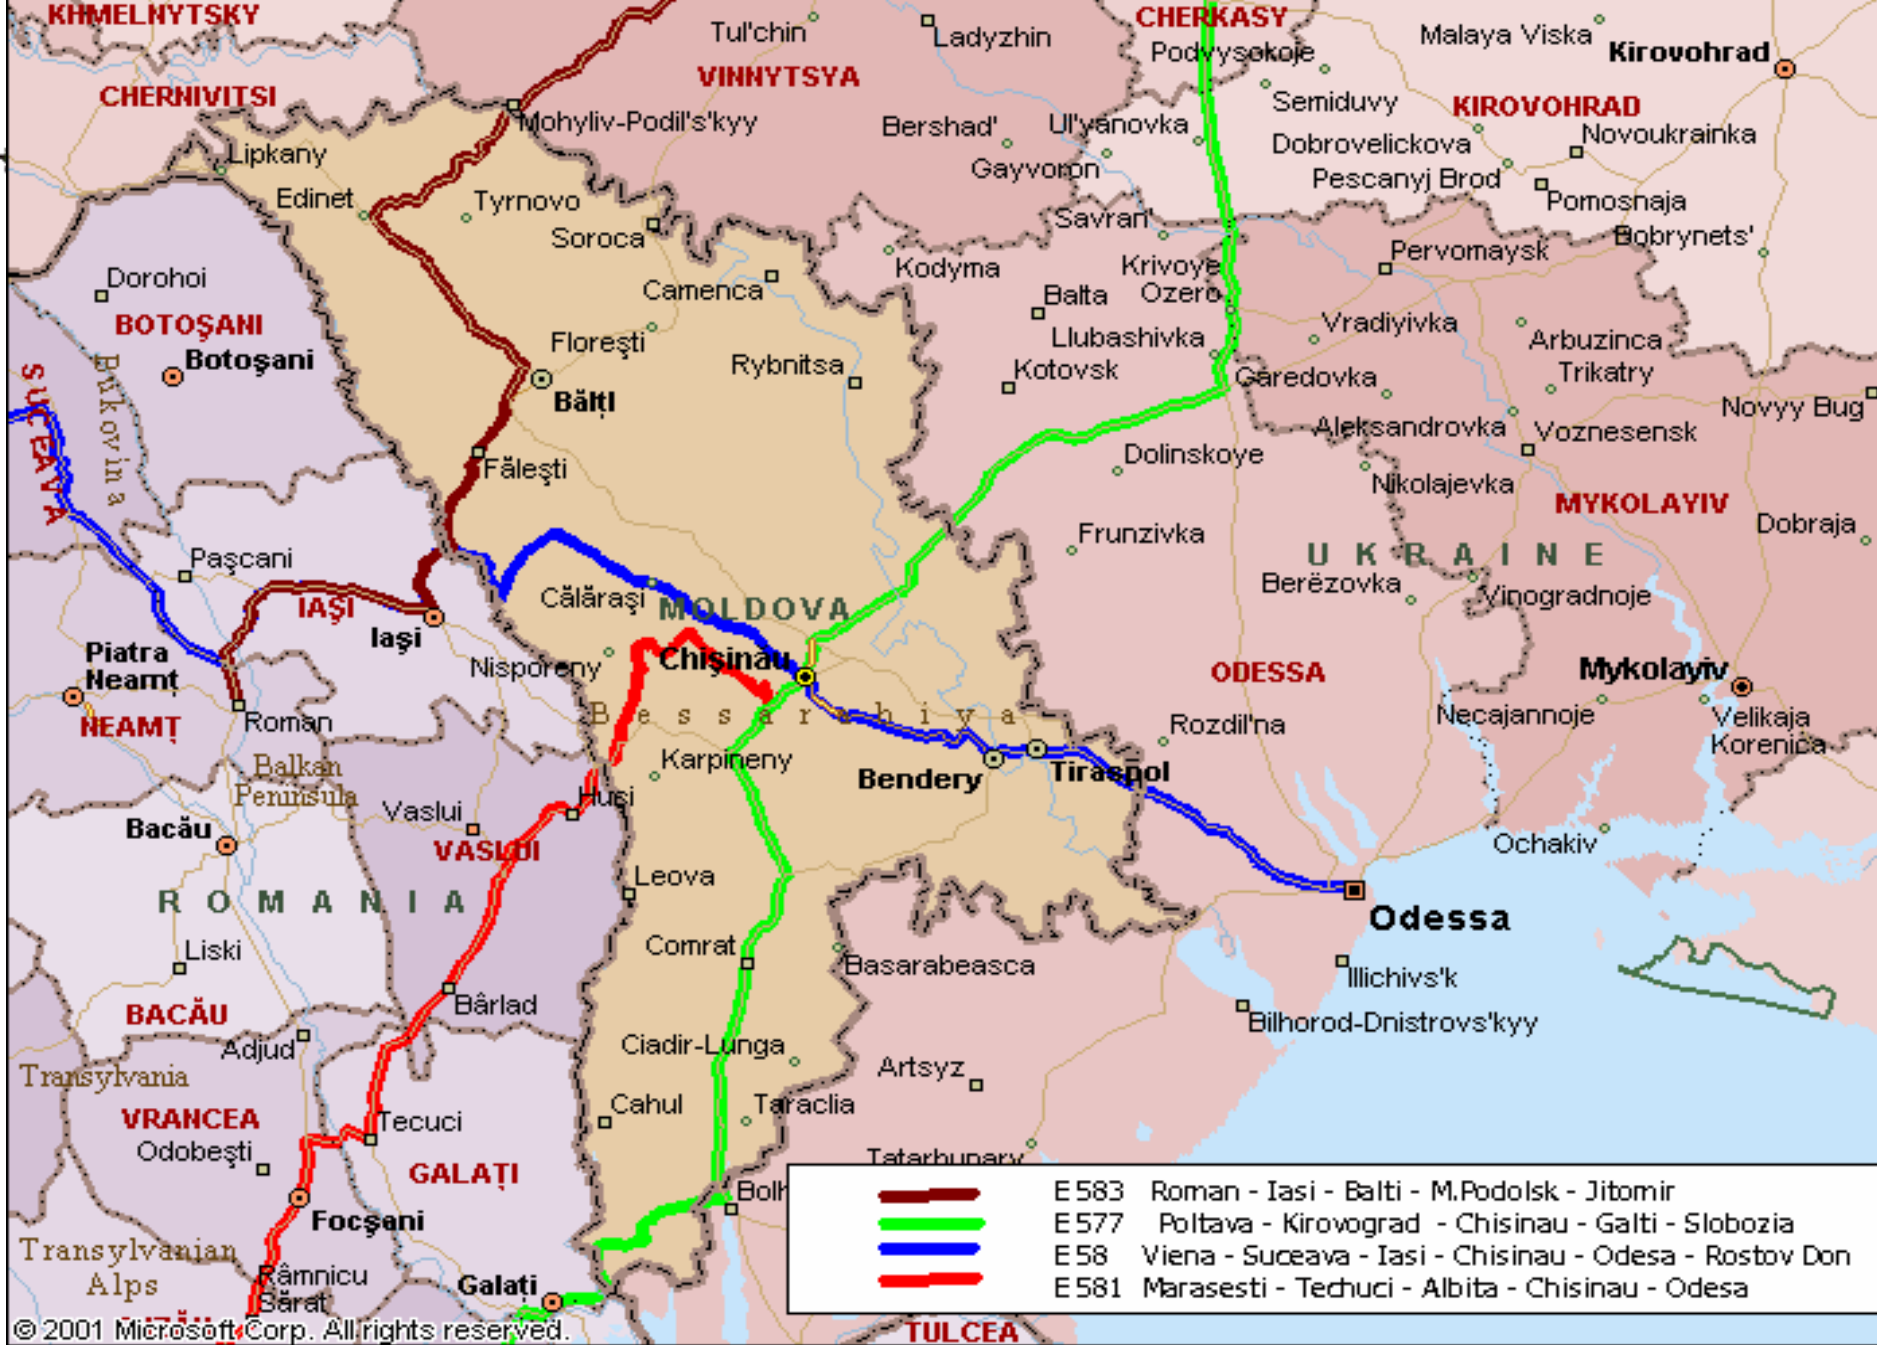 KHMELNYTSKY
CHERKASY
Tul'chin
Ladyzhin
Podvysokoje
Malaya Viska
Kirovohrad
CHERNIVITSI
VINNYTSYA
Semiduvy
KIROVOHRAD
Mohyliv-Podil's'kyy
Bershad'
Ul'yanovka
Dobrovelickova
Novoukrainka
Lipkany
Gayvoron
Pescanyj Brod
Edinet
Tyrnovo
Pomosnaja
Soroca
Savran'
Bobrynets'
Dorohoi
Kodyma
Krivoye
Ozero
Pervomaysk
Camenca
Balta
BOTOŞANI
Botoşani
Bukovina
Floreşti
Llubashivka
Vradiyivka
Arbuzinca
SUCEAVA
Rybnitsa
Kotovsk
Garedovka
Trikatry
Bălţi
Novyy Bug
Aleksandrovka
Voznesensk
Făleşti
Dolinskoye
Nikolajevka
MYKOLAYIV
Dobraja
Paşcani
Frunzivka
UKRAINE
Berëzovka
Vinogradnoje
IAŞI
Iaşi
Călăraşi
MOLDOVA
Piatra
Neamţ
Nisporeny
Chişinău
ODESSA
Mykolayiv
NEAMŢ
Roman
Bessarabiya
Rozdil'na
Necajannoje
Velikaja
Korenica
Balkan
Peninsula
Karpineny
Bendery
Tiraspol
Vaslui
Huşi
Bacău
VASLUI
Ochakiv
ROMANIA
Leova
Odessa
Liski
Comrat
Basarabeasca
Illichivs'k
BACĂU
Bârlad
Bilhorod-Dnistrovs'kyy
Adjud
Ciadir-Lunga
Artsyz
Transylvania
VRANCEA
Tecuci
Cahul
Taraclia
Odobeşti
GALAŢI
Tatarbunary
Bolh
Focşani
Transylvanian
Alps
Râmnicu
Sărat
Galaţi
E583 Roman - Iasi - Balti - M.Podolsk - Jitomir
E577 Poltava - Kirovograd - Chisinau - Galti - Slobozia
E58 Viena - Suceava - Iasi - Chisinau - Odesa - Rostov Don
E581 Marasesti - Techuci - Albita - Chisinau - Odesa
© 2001 Microsoft Corp. All rights reserved.
TULCEA